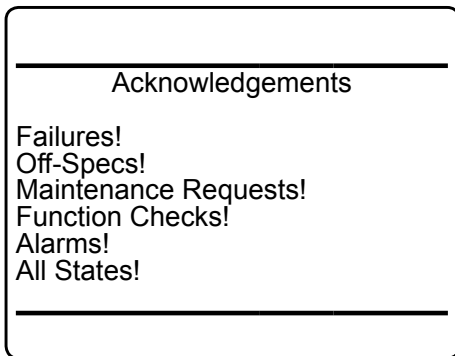 Acknowledgements
Failures!
Off-Specs!
Maintenance Requests!
Function Checks!
Alarms!
All States!